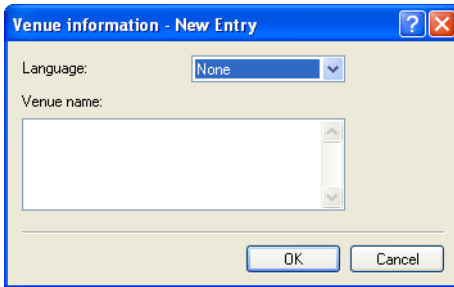 Venue information - New Entry
Language: None
Venue name:
OK Cancel